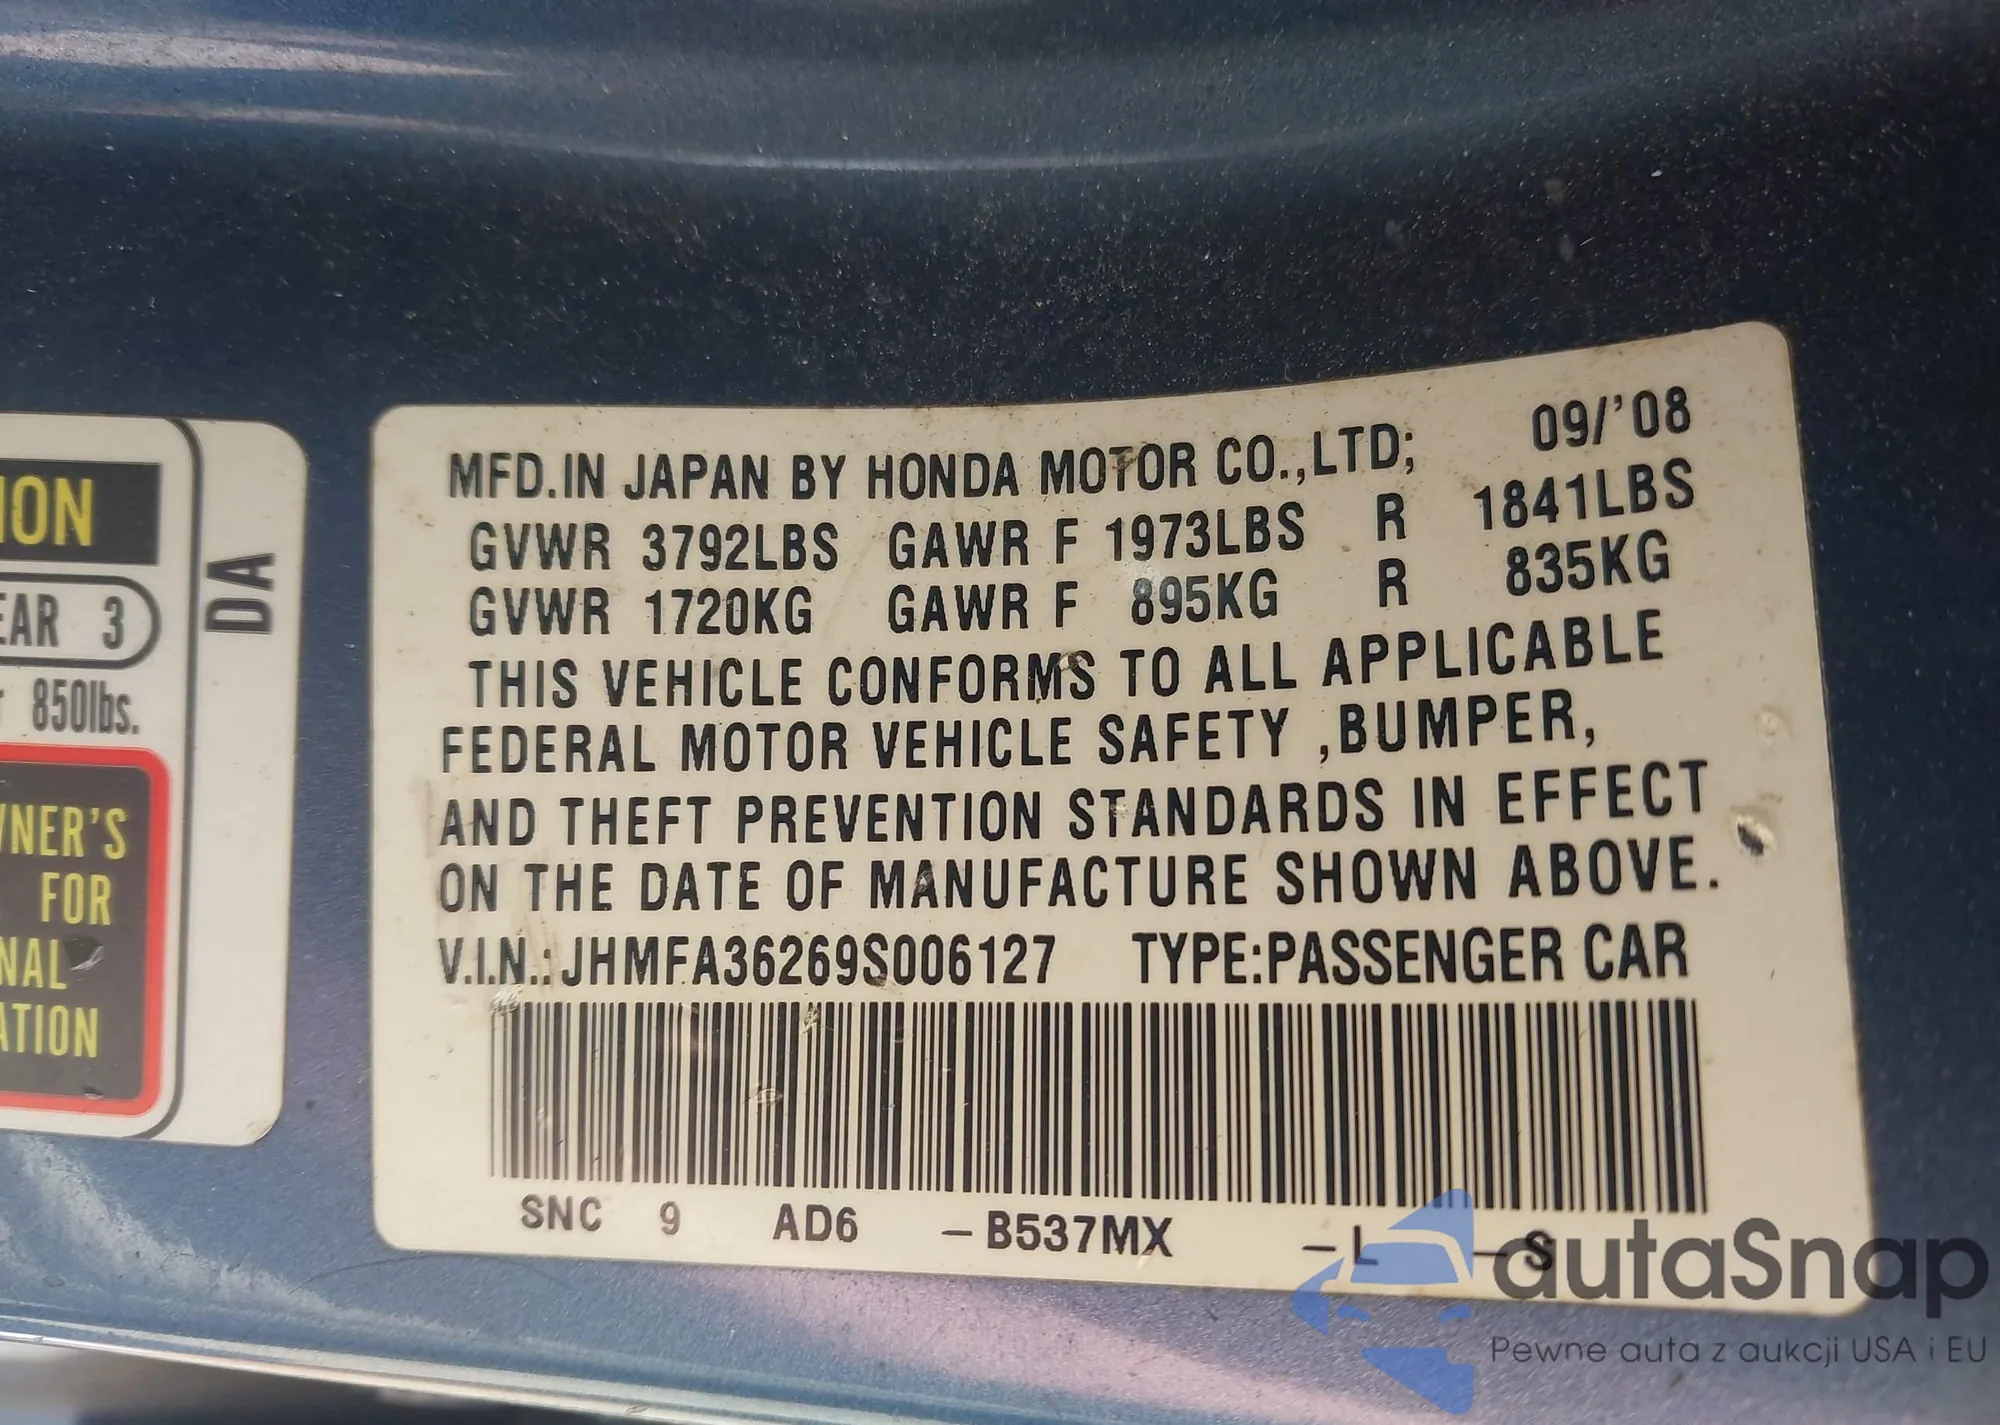 ION
EAR 3
850lbs.
NER'S
FOR
NAL
ATION
DA
MFD.IN JAPAN BY HONDA MOTOR CO.,LTD; 09/'08
GVWR 3792LBS GAWR F 1973LBS R 1841LBS
GVWR 1720KG GAWR F 895KG R 835KG
THIS VEHICLE CONFORMS TO ALL APPLICABLE
FEDERAL MOTOR VEHICLE SAFETY ,BUMPER,
AND THEFT PREVENTION STANDARDS IN EFFECT
ON THE DATE OF MANUFACTURE SHOWN ABOVE.
V.I.N.:JHMFA36269S006127 TYPE:PASSENGER CAR
SNC 9 AD6 -B537MX -L -S
autaSnap
Pewne auta z aukcji USA i EU